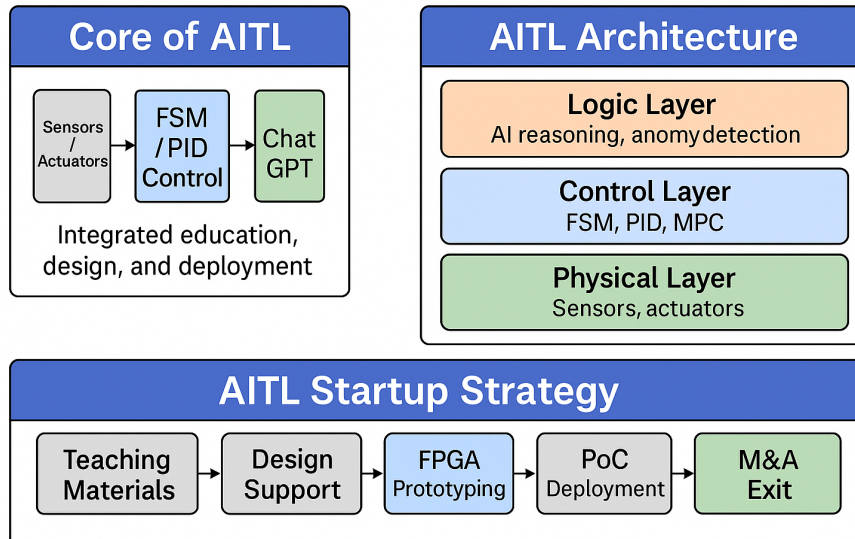 Core of AITL
Sensors
/
Actuators
FSM
/ PID
Control
Chat
GPT
Integrated education,
design, and deployment
AITL Architecture
Logic Layer
AI reasoning, anomy detection
Control Layer
FSM, PID, MPC
Physical Layer
Sensors, actuators
AITL Startup Strategy
Teaching
Materials
Design
Support
FPGA
Prototyping
PoC
Deployment
M&A
Exit